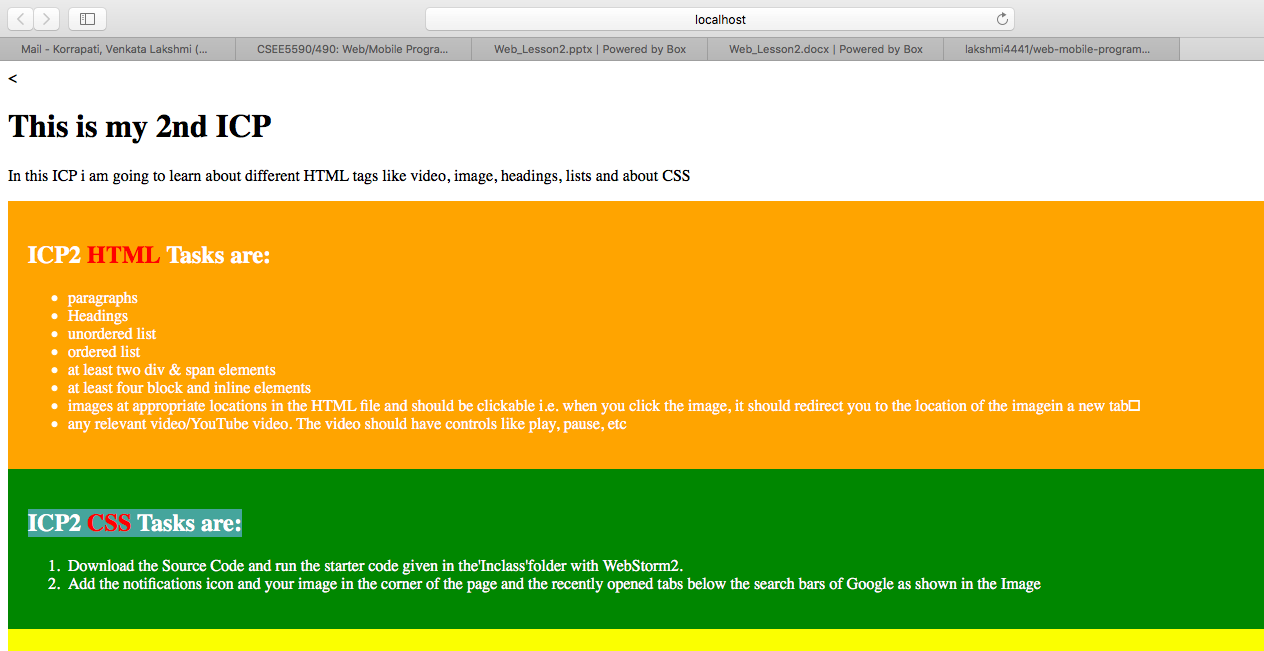 localhost
Mail - Korrapati, Venkata Lakshmi (...
CSEE5590/490: Web/Mobile Progra...
Web_Lesson2.pptx | Powered by Box
Web_Lesson2.docx | Powered by Box
lakshmi4441/web-mobile-program...
<
This is my 2nd ICP
In this ICP i am going to learn about different HTML tags like video, image, headings, lists and about CSS
ICP2 HTML Tasks are:
• paragraphs
• Headings
• unordered list
• ordered list
• at least two div & span elements
• at least four block and inline elements
• images at appropriate locations in the HTML file and should be clickable i.e. when you click the image, it should redirect you to the location of the imagein a new tab□
• any relevant video/YouTube video. The video should have controls like play, pause, etc
ICP2 CSS Tasks are:
1. Download the Source Code and run the starter code given in the'Inclass'folder with WebStorm2.
2. Add the notifications icon and your image in the corner of the page and the recently opened tabs below the search bars of Google as shown in the Image